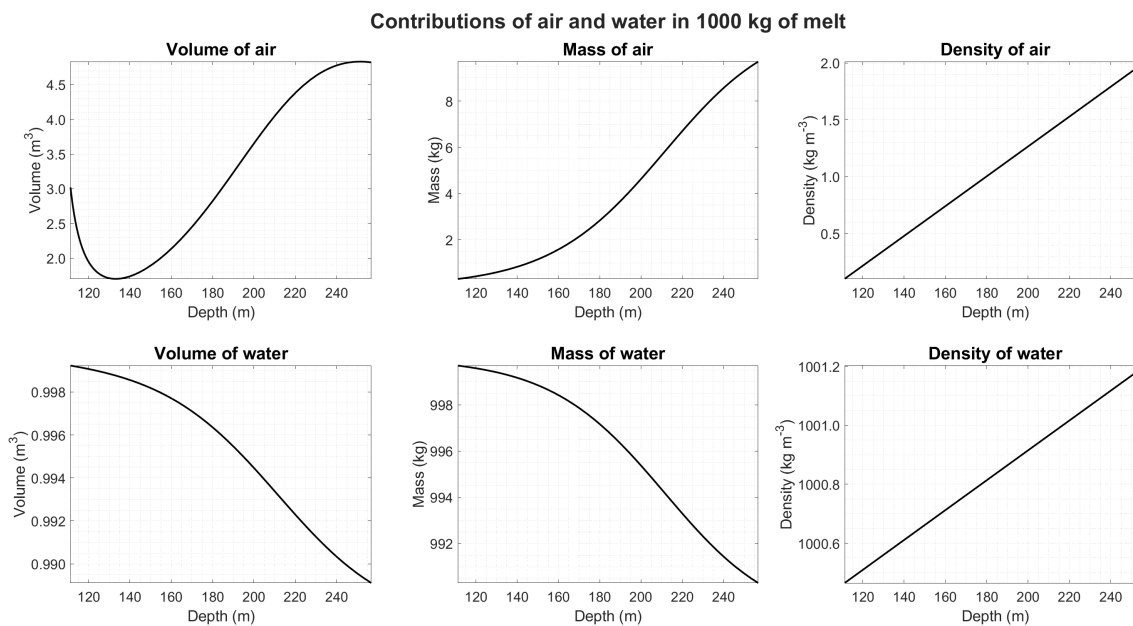 Contributions of air and water in 1000 kg of melt
Volume of air
Volume (m³)
4.5
4.0
3.5
3.0
2.5
2.0
120 140 160 180 200 220 240
Depth (m)
Mass of air
Mass (kg)
8
6
4
2
120 140 160 180 200 220 240
Depth (m)
Density of air
Density (kg m⁻³)
2.0
1.5
1.0
0.5
120 140 160 180 200 220 240
Depth (m)
Volume of water
Volume (m³)
0.998
0.996
0.994
0.992
0.990
120 140 160 180 200 220 240
Depth (m)
Mass of water
Mass (kg)
998
996
994
992
120 140 160 180 200 220 240
Depth (m)
Density of water
Density (kg m⁻³)
1001.2
1001.0
1000.8
1000.6
120 140 160 180 200 220 240
Depth (m)